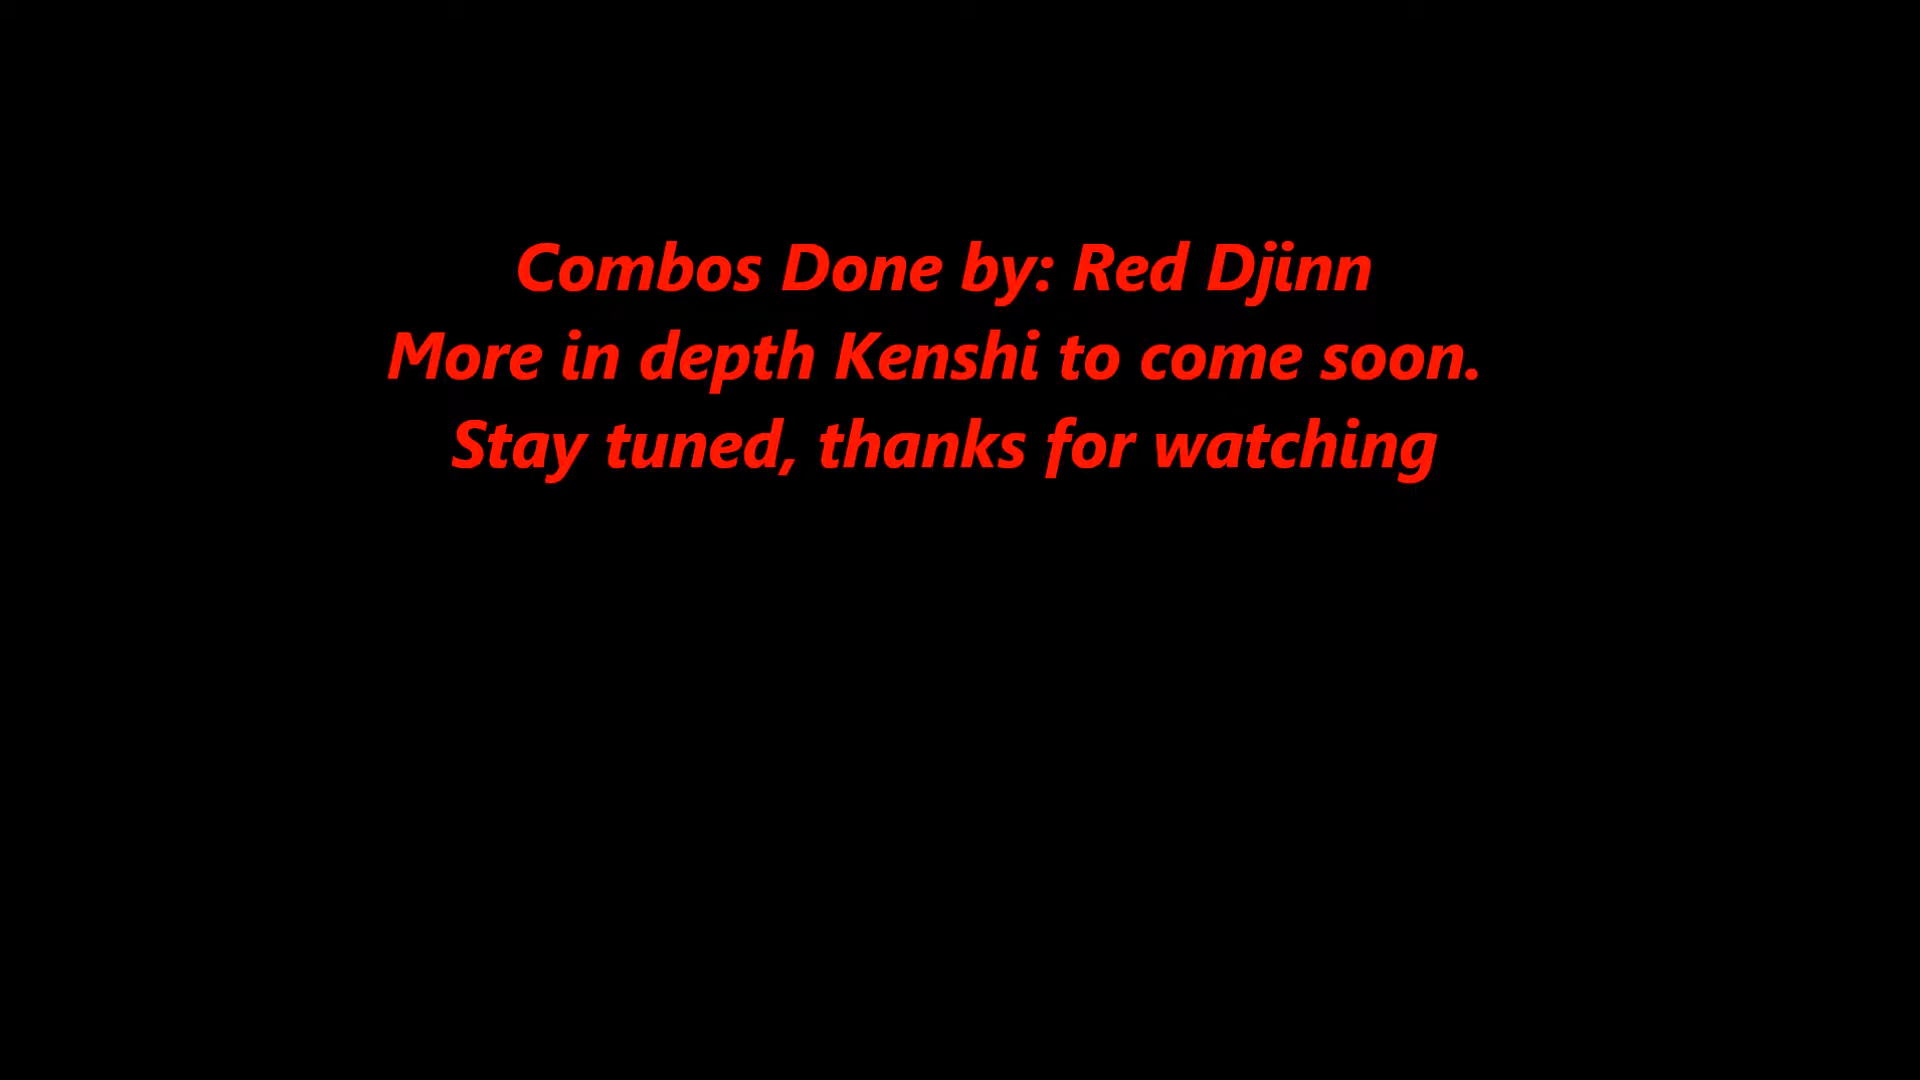 Combos Done by: Red Djinn
More in depth Kenshi to come soon.
Stay tuned, thanks for watching